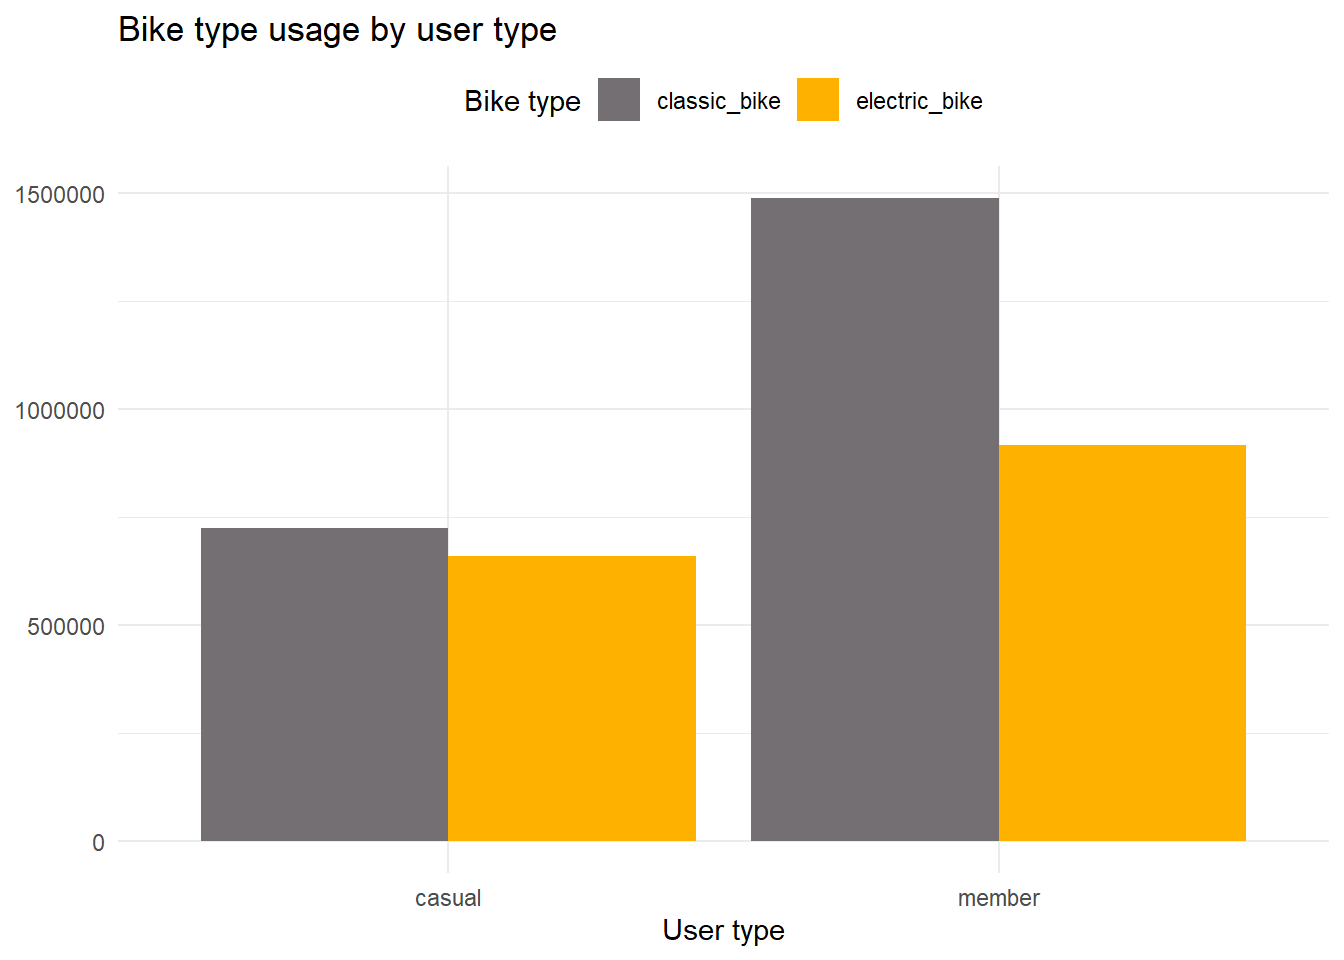 Bike type usage by user type
Bike type classic_bike electric_bike
1500000
1000000
500000
0
casual member
User type